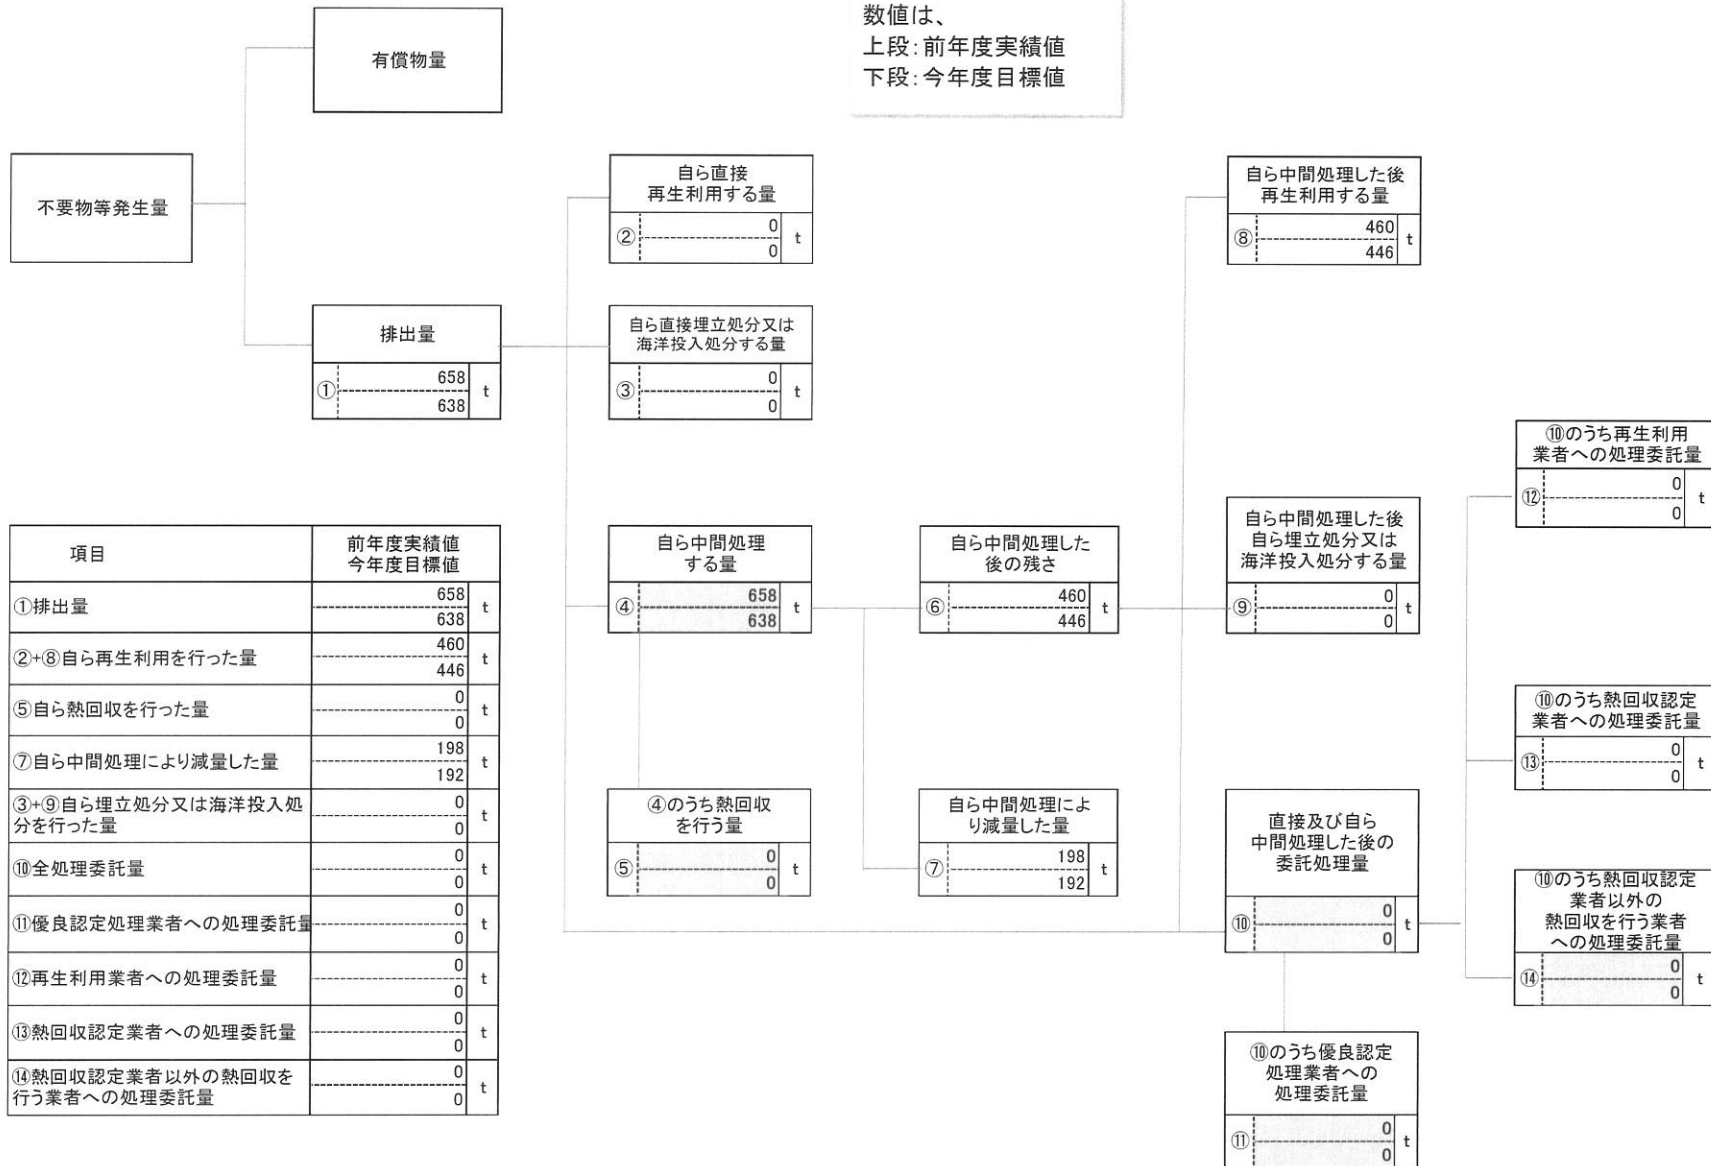 数値は、
上段:前年度実績値
下段:今年度目標値
有償物量
不要物等発生量
排出量
①
658
638
t
自ら直接
再生利用する量
②
0
0
t
自ら直接埋立処分又は
海洋投入処分する量
③
0
0
t
自ら中間処理
する量
④
658
638
t
④のうち熱回収
を行う量
⑤
0
0
t
自ら中間処理した
後の残さ
⑥
460
446
t
自ら中間処理によ
り減量した量
⑦
198
192
t
自ら中間処理した後
再生利用する量
⑧
460
446
t
自ら中間処理した後
自ら埋立処分又は
海洋投入処分する量
⑨
0
0
t
直接及び自ら
中間処理した後の
委託処理量
⑩
0
0
t
⑩のうち優良認定
処理業者への
処理委託量
⑪
0
0
t
⑩のうち再生利用
業者への処理委託量
⑫
0
0
t
⑩のうち熱回収認定
業者への処理委託量
⑬
0
0
t
⑩のうち熱回収認定
業者以外の
熱回収を行う業者
への処理委託量
⑭
0
0
t
項目
前年度実績値
今年度目標値
①排出量
658
638
t
②+⑧自ら再生利用を行った量
460
446
t
⑤自ら熱回収を行った量
0
0
t
⑦自ら中間処理により減量した量
198
192
t
③+⑨自ら埋立処分又は海洋投入処
分を行った量
0
0
t
⑩全処理委託量
0
0
t
⑪優良認定処理業者への処理委託量
0
0
t
⑫再生利用業者への処理委託量
0
0
t
⑬熱回収認定業者への処理委託量
0
0
t
⑭熱回収認定業者以外の熱回収を
行う業者への処理委託量
0
0
t